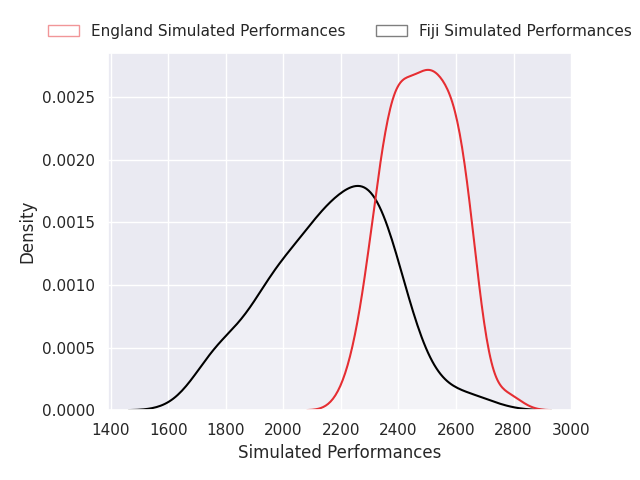 England Simulated Performances Fiji Simulated Performances
0.0025
0.0020
0.0015
0.0010
0.0005
0.0000
Density
1400 1600 1800 2000 2200 2400 2600 2800 3000
Simulated Performances